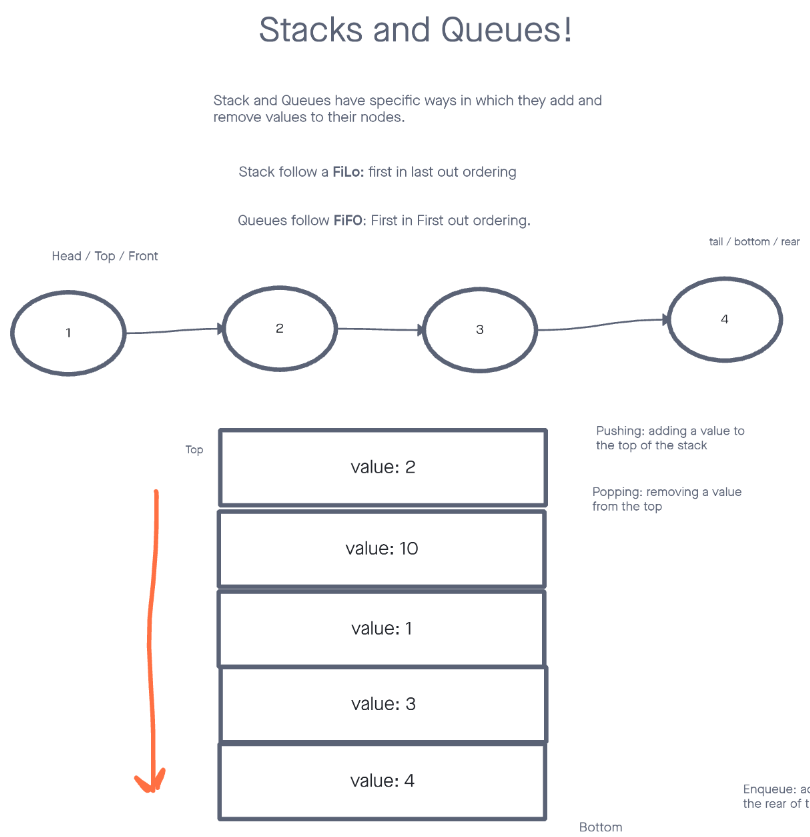 Stacks and Queues!
Stack and Queues have specific ways in which they add and
remove values to their nodes.
Stack follow a FiLo: first in last out ordering
Queues follow FiFO: First in First out ordering.
Head / Top / Front
tail / bottom / rear
1
2
3
4
Top
value: 2
value: 10
value: 1
value: 3
value: 4
Bottom
Pushing: adding a value to
the top of the stack
Popping: removing a value
from the top
Enqueue:
the rear of